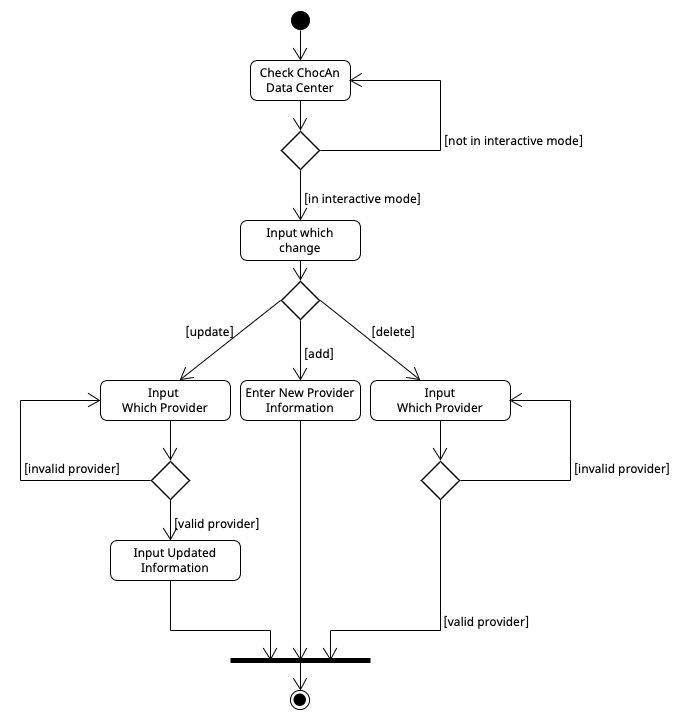 Check ChocAn
Data Center
[not in interactive mode]
[in interactive mode]
Input which
change
[update]
[add]
[delete]
Input
Which Provider
Enter New Provider
Information
Input
Which Provider
[invalid provider]
[invalid provider]
[valid provider]
Input Updated
Information
[valid provider]